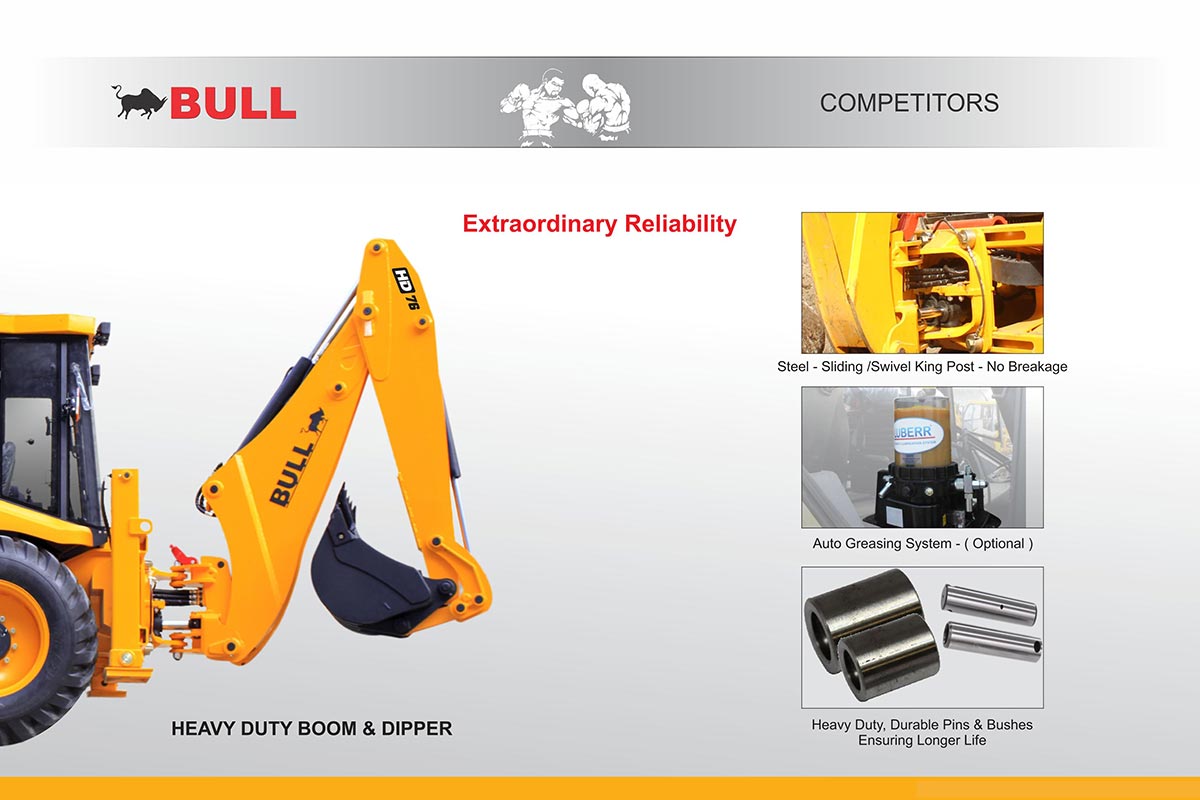 BULL
COMPETITORS
Extraordinary Reliability
HD 76
BULL
Steel - Sliding /Swivel King Post - No Breakage
Auto Greasing System - ( Optional )
HEAVY DUTY BOOM & DIPPER
Heavy Duty, Durable Pins & Bushes
Ensuring Longer Life